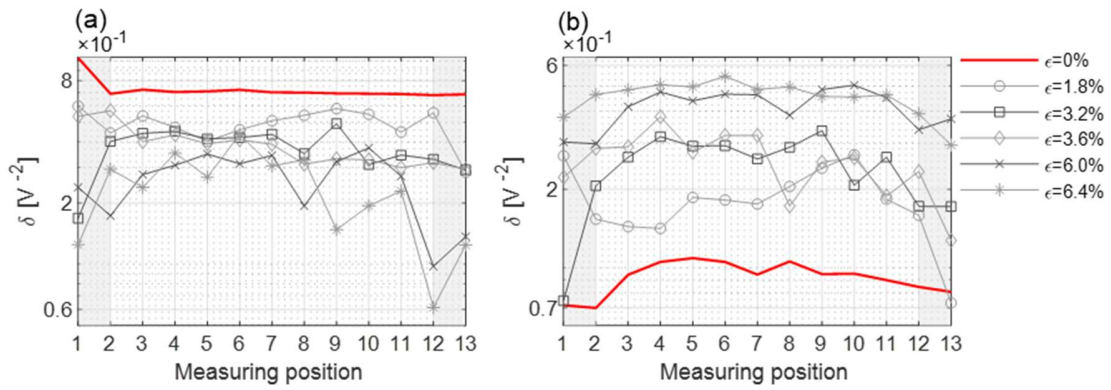 (a)
×10⁻¹
8
2
0.6
δ [V⁻²]
1 2 3 4 5 6 7 8 9 10 11 12 13
Measuring position
(b)
×10⁻¹
6
2
0.7
δ [V⁻²]
1 2 3 4 5 6 7 8 9 10 11 12 13
Measuring position
ϵ=0%
ϵ=1.8%
ϵ=3.2%
ϵ=3.6%
ϵ=6.0%
ϵ=6.4%